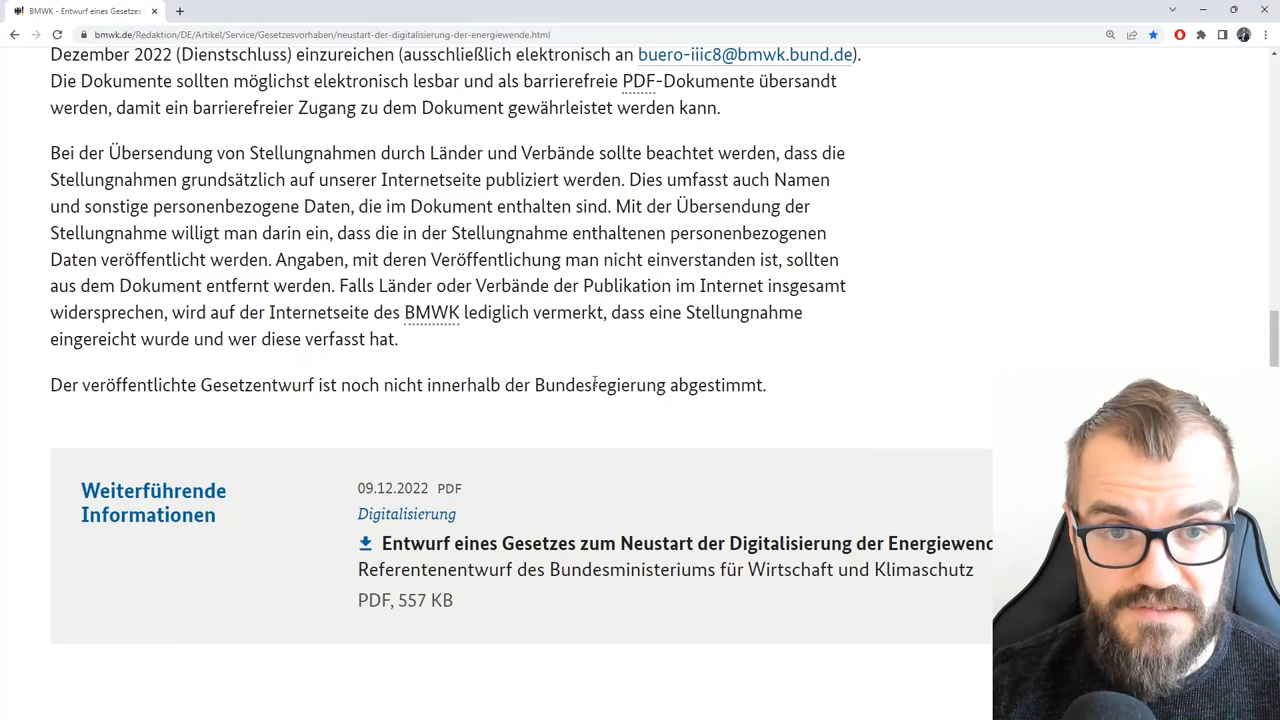 BMWK - Entwurf eines Gesetzes
bmwk.de/Redaktion/DE/Artikel/Service/Gesetzesvorhaben/neustart-der-digitalisierung-der-energiewende.html
Dezember 2022 (Dienstschluss) einzureichen (ausschließlich elektronisch an buero-iiic8@bmwk.bund.de).
Die Dokumente sollten möglichst elektronisch lesbar und als barrierefreie PDF-Dokumente übersandt
werden, damit ein barrierefreier Zugang zu dem Dokument gewährleistet werden kann.
Bei der Übersendung von Stellungnahmen durch Länder und Verbände sollte beachtet werden, dass die
Stellungnahmen grundsätzlich auf unserer Internetseite publiziert werden. Dies umfasst auch Namen
und sonstige personenbezogene Daten, die im Dokument enthalten sind. Mit der Übersendung der
Stellungnahme willigt man darin ein, dass die in der Stellungnahme enthaltenen personenbezogenen
Daten veröffentlicht werden. Angaben, mit deren Veröffentlichung man nicht einverstanden ist, sollten
aus dem Dokument entfernt werden. Falls Länder oder Verbände der Publikation im Internet insgesamt
widersprechen, wird auf der Internetseite des BMWK lediglich vermerkt, dass eine Stellungnahme
eingereicht wurde und wer diese verfasst hat.
Der veröffentlichte Gesetzentwurf ist noch nicht innerhalb der Bundesregierung abgestimmt.
Weiterführende
Informationen
09.12.2022 PDF
Digitalisierung
Entwurf eines Gesetzes zum Neustart der Digitalisierung der Energiewend
Referentenentwurf des Bundesministeriums für Wirtschaft und Klimaschutz
PDF, 557 KB